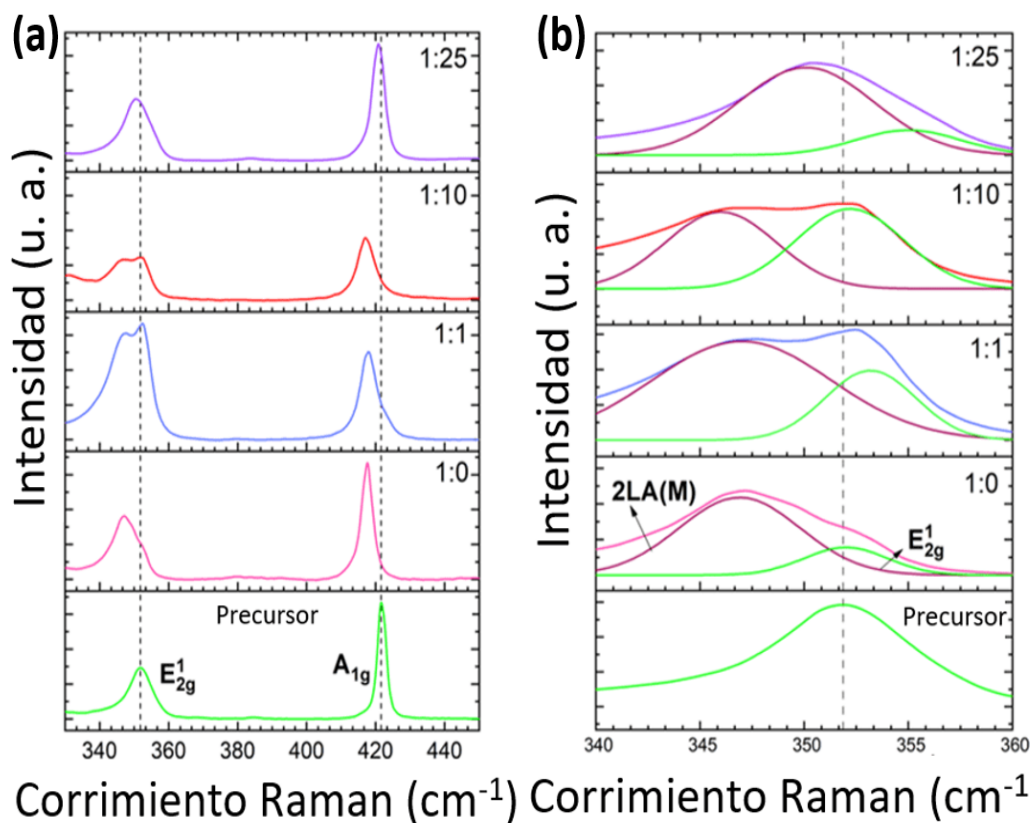 (a)
Intensidad (u. a.)
1:25
1:10
1:1
1:0
Precursor
E¹₂g
A₁g
340 360 380 400 420 440
Corrimiento Raman (cm⁻¹)
(b)
Intensidad (u. a.)
1:25
1:10
1:1
1:0
2LA(M)
E¹₂g
Precursor
340 345 350 355 360
Corrimiento Raman (cm⁻¹